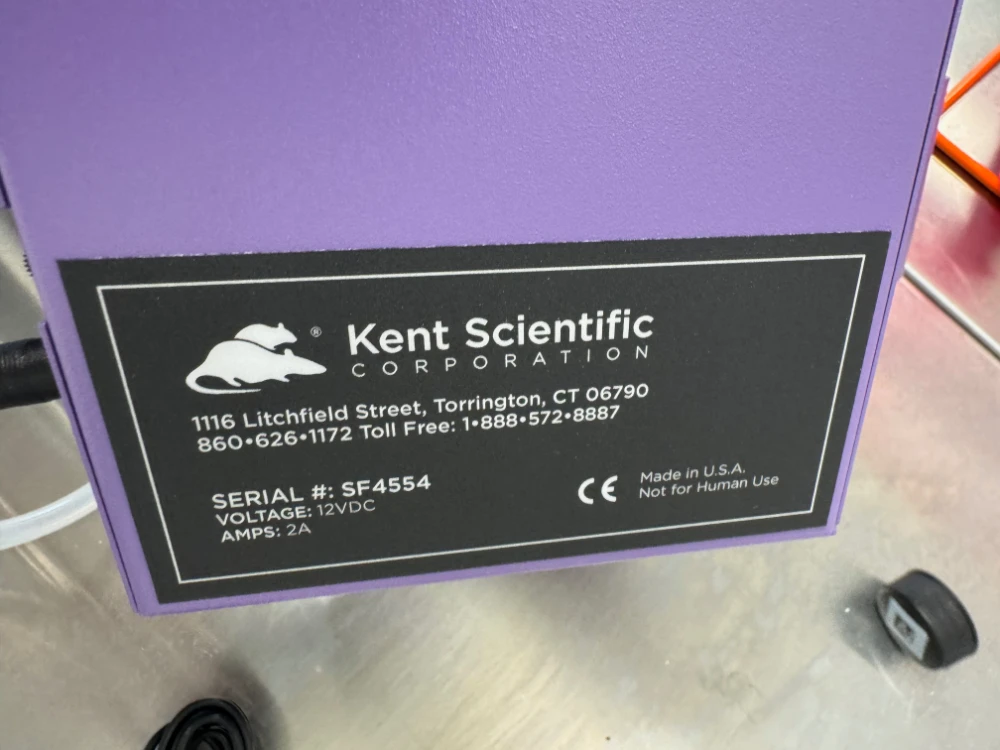 ®
Kent Scientific
CORPORATION
1116 Litchfield Street, Torrington, CT 06790
860•626•1172 Toll Free: 1•888•572•8887
SERIAL #: SF4554
VOLTAGE: 12VDC
AMPS: 2A
CE
Made in U.S.A.
Not for Human Use